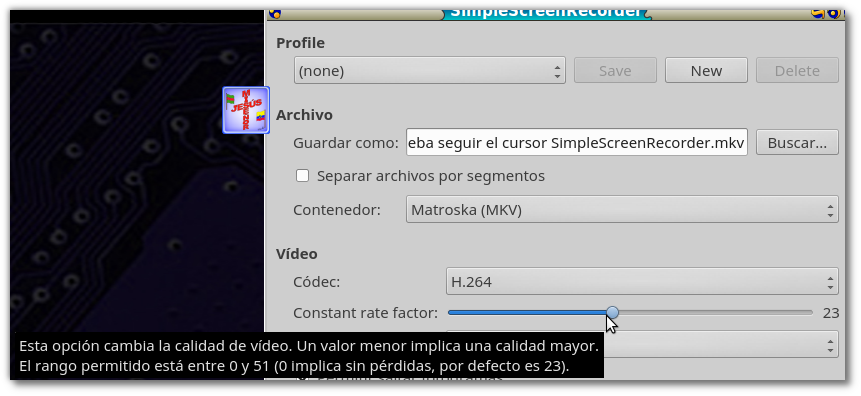 SimpleScreenRecorder
Profile
(none)
Save
New
Delete
Archivo
Guardar como:
eba seguir el cursor SimpleScreenRecorder.mkv
Buscar...
Separar archivos por segmentos
Contenedor:
Matroska (MKV)
Vídeo
Códec:
H.264
Constant rate factor:
23
Esta opción cambia la calidad de vídeo. Un valor menor implica una calidad mayor.
El rango permitido está entre 0 y 51 (0 implica sin pérdidas, por defecto es 23).
JESÚS